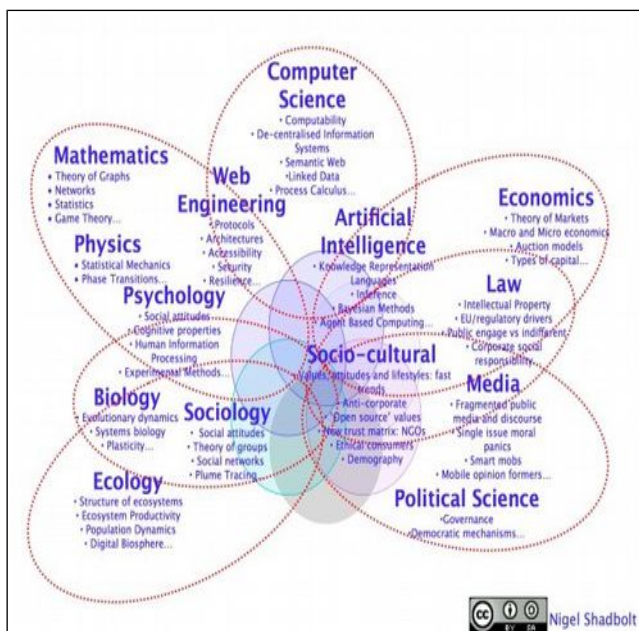 Computer
Science
• Computability
• De-centralised Information
Systems
• Semantic Web
•Linked Data
• Process Calculus...
Mathematics
• Theory of Graphs
• Networks
• Statistics
• Game Theory...
Web
Engineering
• Protocols
• Architectures
• Accessibility
• Security
• Resilience...
Artificial
Intelligence
• Knowledge Representation
Languages
• Inference
• Bayesian Methods
• Agent Based Computing...
Economics
• Theory of Markets
• Macro and Micro economics
• Auction models
• Types of capital...
Physics
• Statistical Mechanics
• Phase Transitions...
Law
• Intellectual Property
• EU/regulatory drivers
• Public engage vs indifferent
• Corporate social
responsibility...
Psychology
• Social attitudes
• Cognitive properties
• Human Information
Processing
• Experimental Methods...
Socio-cultural
Values, attitudes and lifestyles: fast
trends
• Anti-corporate
• 'Open source' values
• New trust matrix: NGOs
• Ethical consumers
• Demography
Media
• Fragmented public
media and discourse
• Single issue moral
panics
• Smart mobs
• Mobile opinion formers...
Biology
• Evolutionary dynamics
• Systems biology
• Plasticity...
Sociology
• Social attitudes
• Theory of groups
• Social networks
• Plume Tracing
Ecology
• Structure of ecosystems
• Ecosystem Productivity
• Population Dynamics
• Digital Biosphere...
Political Science
•Governance
•Democratic mechanisms...
cc
Nigel Shadbolt